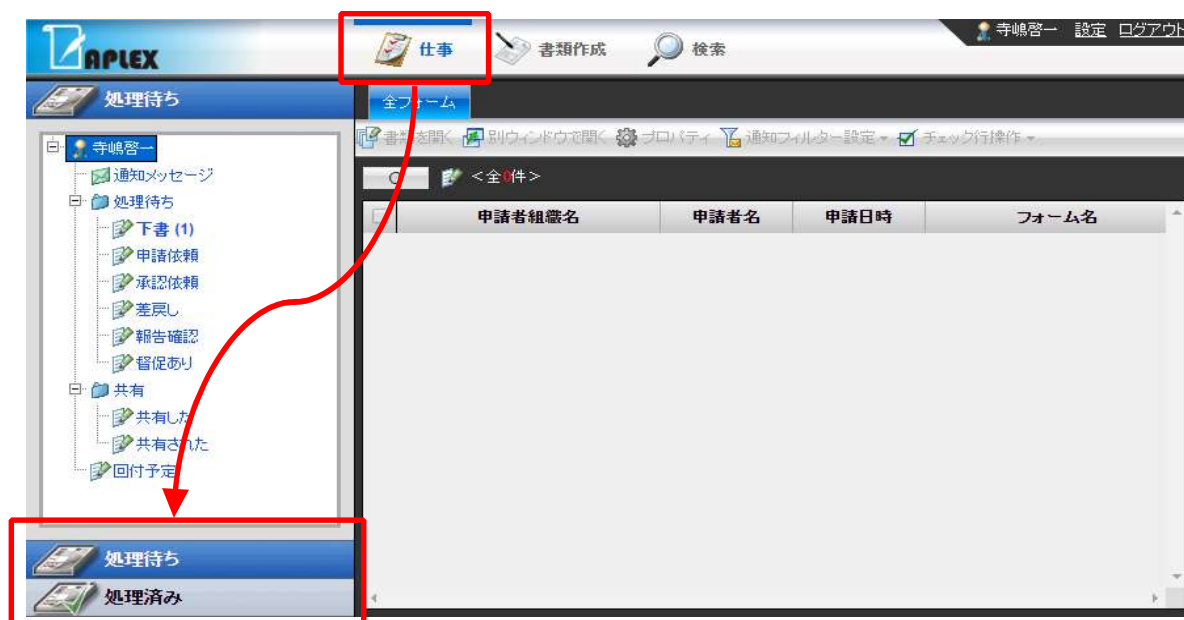 APLEX
仕事
書類作成
検索
寺嶋啓一 設定 ログアウト
処理待ち
全フォーム
書類を開く 別ウィンドウで開く プロパティ 通知フィルター設定 チェック行操作
<全0件>
申請者組織名 申請者名 申請日時 フォーム名
寺嶋啓一
通知メッセージ
処理待ち
下書 (1)
申請依頼
承認依頼
差戻し
報告確認
督促あり
共有
共有した
共有された
回付予定
処理待ち
処理済み